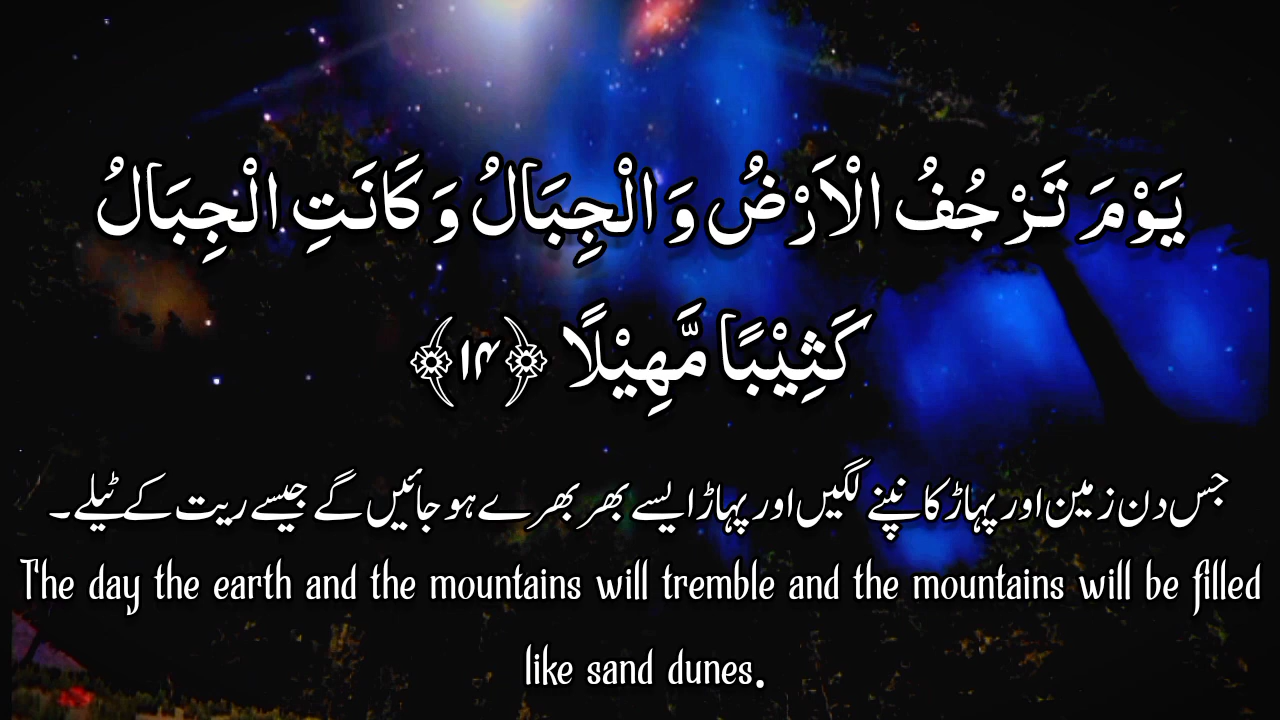 يَوْمَ تَرْجُفُ الْاَرْضُ وَ الْجِبَالُ وَ كَانَتِ الْجِبَالُ
كَثِیْبًا مَّهِیْلًا ﴿۱۴﴾
جس دن زمین اور پہاڑ کانپنے لگیں اور پہاڑ ایسے بھر بھرے ہو جائیں گے جیسے ریت کے ٹیلے۔
The day the earth and the mountains will tremble and the mountains will be filled
like sand dunes.